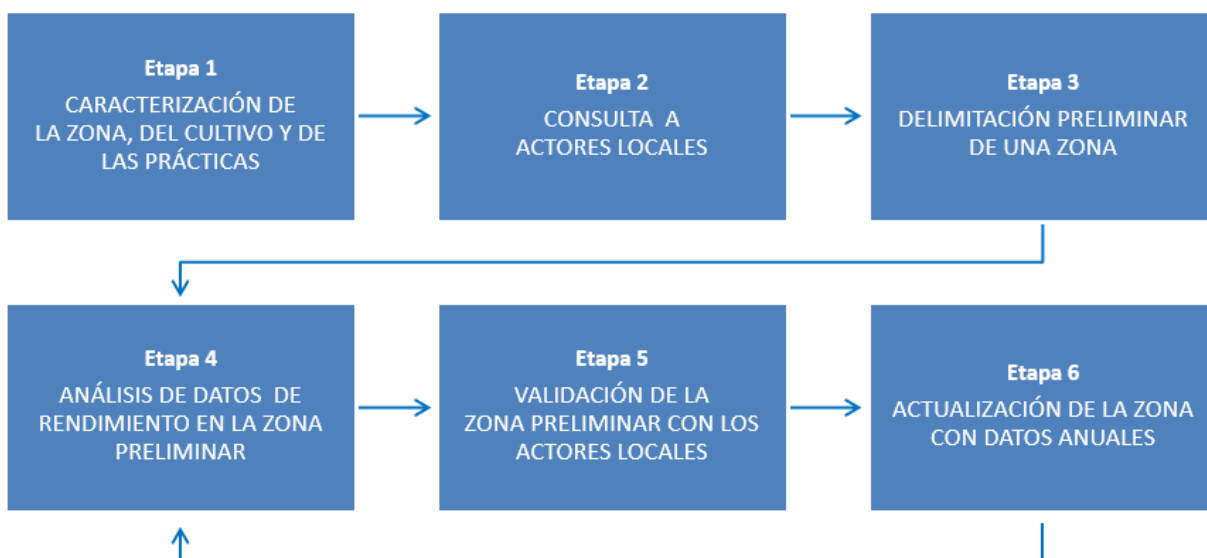 Etapa 1
CARACTERIZACIÓN DE
LA ZONA, DEL CULTIVO Y DE
LAS PRÁCTICAS
Etapa 2
CONSULTA A
ACTORES LOCALES
Etapa 3
DELIMITACIÓN PRELIMINAR
DE UNA ZONA
Etapa 4
ANÁLISIS DE DATOS DE
RENDIMIENTO EN LA ZONA
PRELIMINAR
Etapa 5
VALIDACIÓN DE LA
ZONA PRELIMINAR CON LOS
ACTORES LOCALES
Etapa 6
ACTUALIZACIÓN DE LA ZONA
CON DATOS ANUALES